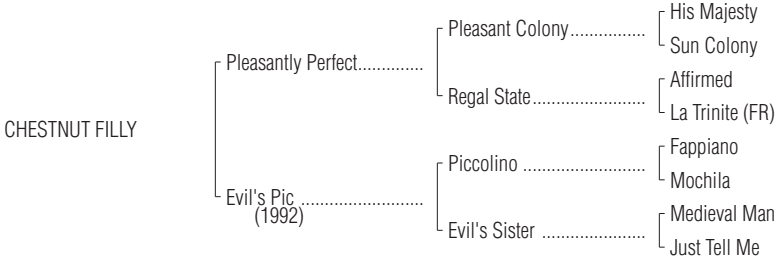 His Majesty
Pleasant Colony................
Sun Colony
Pleasantly Perfect..............
Affirmed
Regal State........................
La Trinite (FR)
CHESTNUT FILLY
Fappiano
Piccolino ..........................
Mochila
Evil's Pic ..........................
(1992)
Medieval Man
Evil's Sister ......................
Just Tell Me